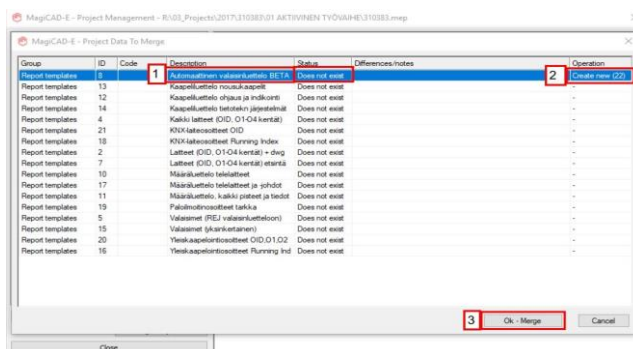 MagiCAD-E - Project Management - R:\03_Projects\2017\310383\01 AKTIIVINEN TYÖVAIHE\310383.mep
MagiCAD-E - Project Data To Merge
Group ID Code Description Status Differences/notes Operation
Report templates 8 1 Automaattinen valaisinluettelo BETA Does not exist 2 Create new (22)
Report templates 13 Kaapeliluettelo nousukaapelit Does not exist -
Report templates 12 Kaapeliluettelo ohjaus ja indikointi Does not exist -
Report templates 14 Kaapeliluettelo tietotekn järjestelmät Does not exist -
Report templates 4 Kaikki laitteet (OID, O1-O4 kentät) Does not exist -
Report templates 21 KNX-laiteosoitteet OID Does not exist -
Report templates 18 KNX-laiteosoitteet Running Index Does not exist -
Report templates 2 Laitteet (OID, O1-O4 kentät) + dwg Does not exist -
Report templates 7 Laitteet (OID, O1-O4 kentät) etsintä Does not exist -
Report templates 10 Määräluettelo telelaitteet Does not exist -
Report templates 17 Määräluettelo telelaitteet ja -johdot Does not exist -
Report templates 11 Määräluettelo, kaikki pisteet ja tiedot Does not exist -
Report templates 19 Paloilmoitinosoitteet tarkka Does not exist -
Report templates 5 Valaisimet (REJ valaisinluetteloon) Does not exist -
Report templates 15 Valaisimet (yksinkertainen) Does not exist -
Report templates 20 Yleiskaapelointiosoitteet OID,O1,O2 Does not exist -
Report templates 16 Yleiskaapelointiosoitteet Running Ind Does not exist -
3 Ok - Merge Cancel
Close